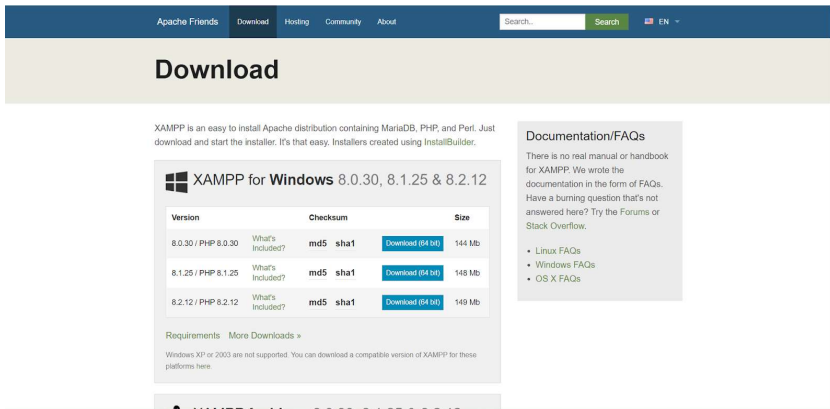 Apache Friends Download Hosting Community About Search.. Search EN
Download
XAMPP is an easy to install Apache distribution containing MariaDB, PHP, and Perl. Just
download and start the installer. It's that easy. Installers created using InstallBuilder.
XAMPP for Windows 8.0.30, 8.1.25 & 8.2.12
Version Checksum Size
8.0.30 / PHP 8.0.30 What's Included? md5 sha1 Download (64 bit) 144 Mb
8.1.25 / PHP 8.1.25 What's Included? md5 sha1 Download (64 bit) 148 Mb
8.2.12 / PHP 8.2.12 What's Included? md5 sha1 Download (64 bit) 149 Mb
Requirements More Downloads »
Windows XP or 2003 are not supported. You can download a compatible version of XAMPP for these
platforms here.
Documentation/FAQs
There is no real manual or handbook
for XAMPP. We wrote the
documentation in the form of FAQs.
Have a burning question that's not
answered here? Try the Forums or
Stack Overflow.
• Linux FAQs
• Windows FAQs
• OS X FAQs